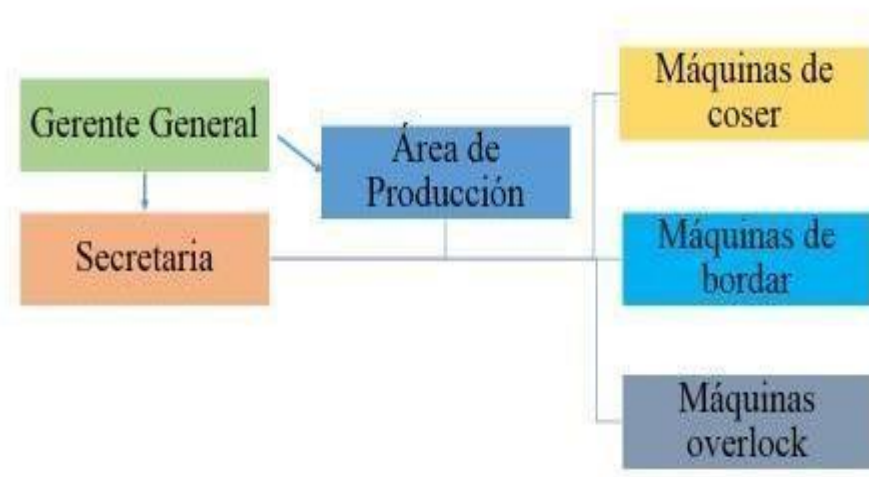 Gerente General
Secretaria
Área de
Producción
Máquinas de
coser
Máquinas de
bordar
Máquinas
overlock